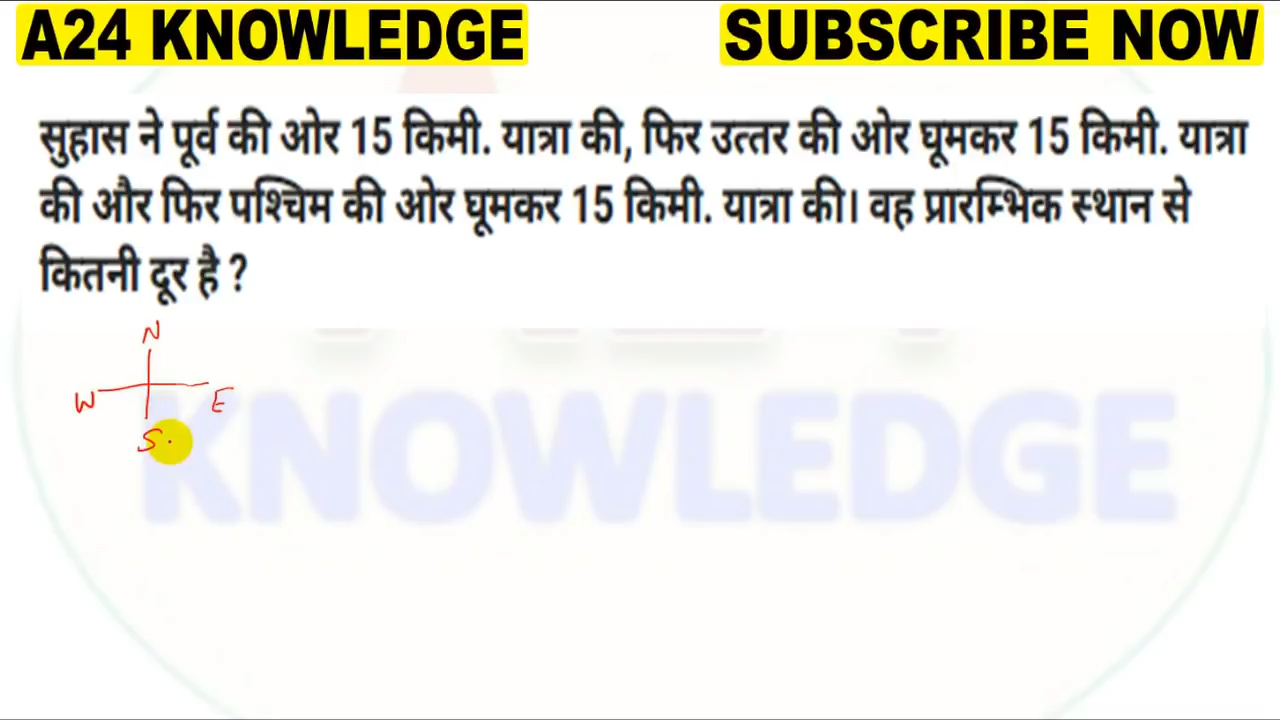 A24 KNOWLEDGE SUBSCRIBE NOW
सुहास ने पूर्व की ओर 15 किमी. यात्रा की, फिर उत्तर की ओर घूमकर 15 किमी. यात्रा
की और फिर पश्चिम की ओर घूमकर 15 किमी. यात्रा की। वह प्रारम्भिक स्थान से
कितनी दूर है ?
N
W E
S
KNOWLEDGE